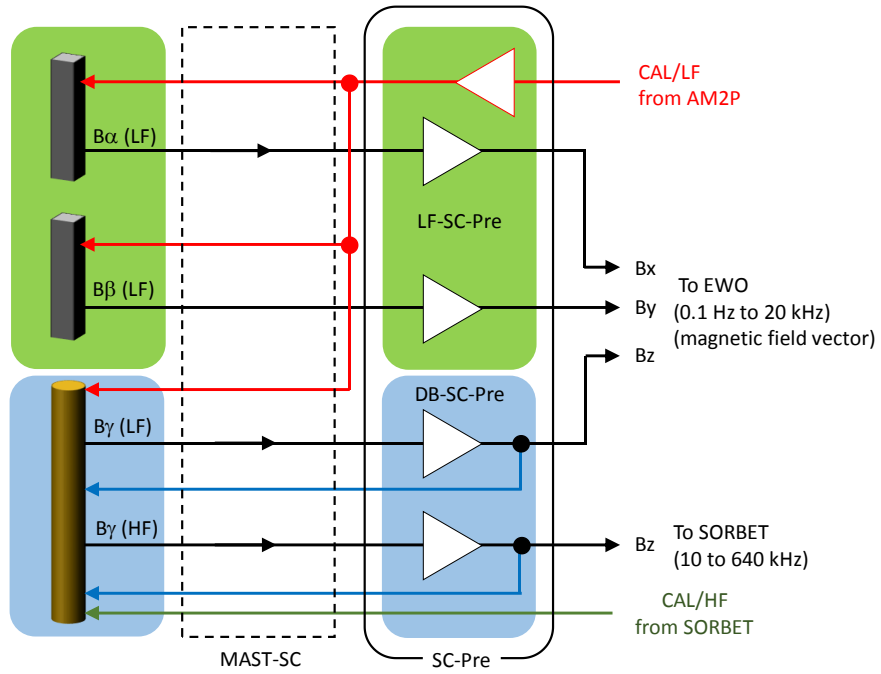 CAL/LF
from AM2P
Bα (LF)
LF-SC-Pre
Bx
Bβ (LF)
To EWO
By
(0.1 Hz to 20 kHz)
(magnetic field vector)
Bz
DB-SC-Pre
Bγ (LF)
Bγ (HF)
Bz
To SORBET
(10 to 640 kHz)
CAL/HF
from SORBET
MAST-SC
SC-Pre